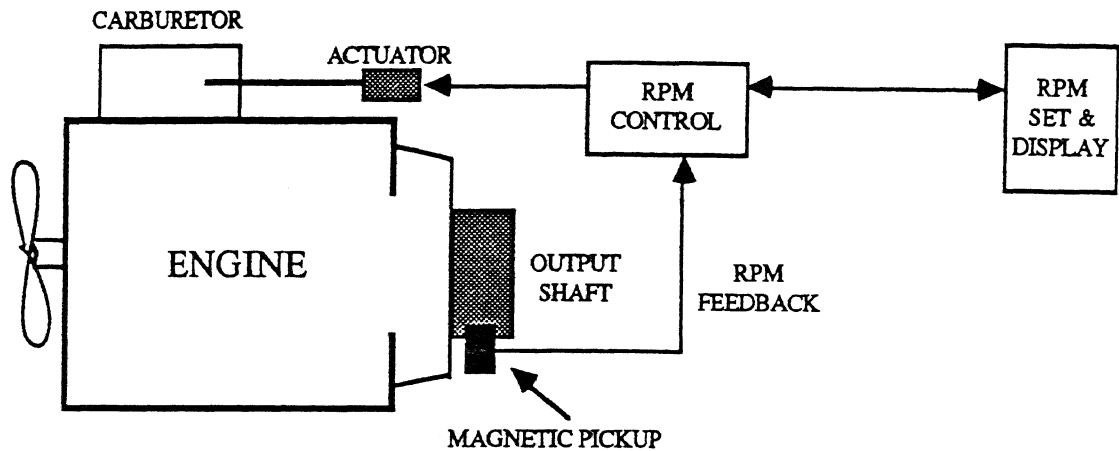 CARBURETOR
ACTUATOR
RPM
CONTROL
RPM
SET &
DISPLAY
ENGINE
OUTPUT
SHAFT
RPM
FEEDBACK
MAGNETIC PICKUP